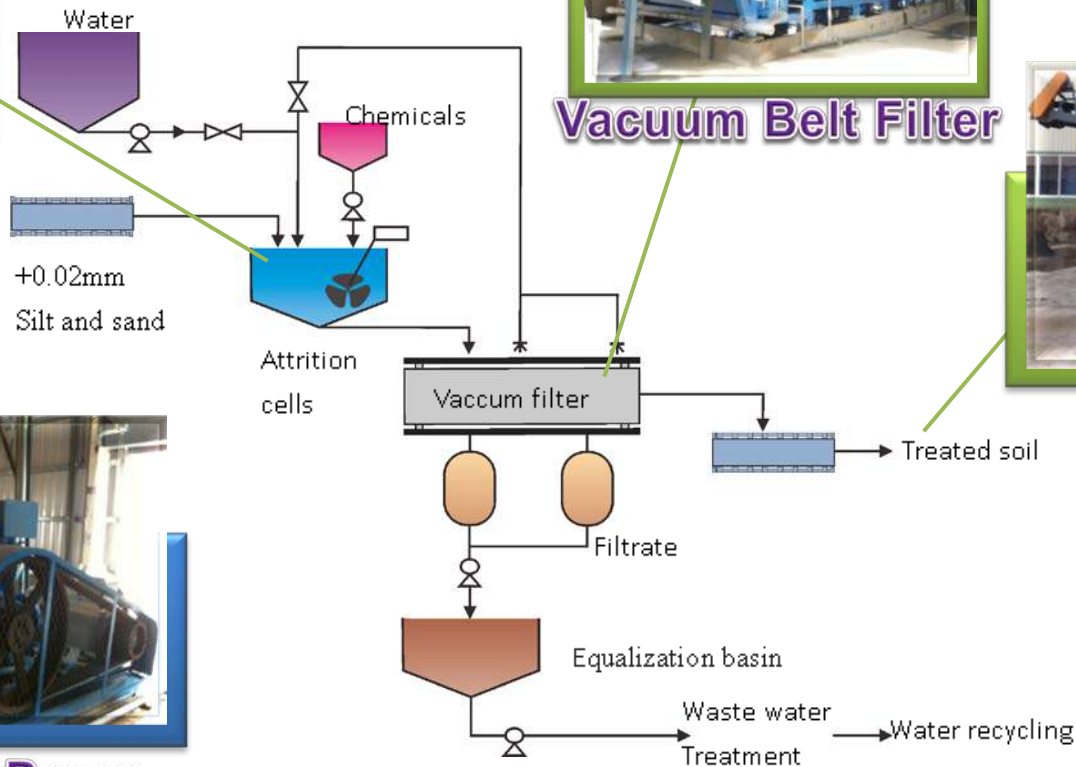 Water
Chemicals
Vacuum Belt Filter
+0.02mm
Silt and sand
Attrition
cells
Vaccum filter
Treated soil
Filtrate
Equalization basin
Waste water
Treatment
Water recycling